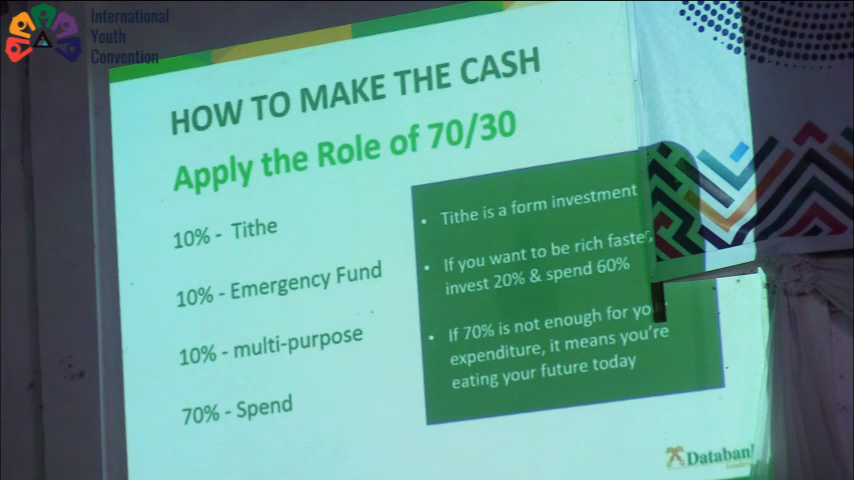 International
Youth
Convention
HOW TO MAKE THE CASH
Apply the Role of 70/30
10% - Tithe
10% - Emergency Fund
10% - multi-purpose
70% - Spend
• Tithe is a form investment
• If you want to be rich faster,
invest 20% & spend 60%
• If 70% is not enough for your
expenditure, it means you're
eating your future today
Databank